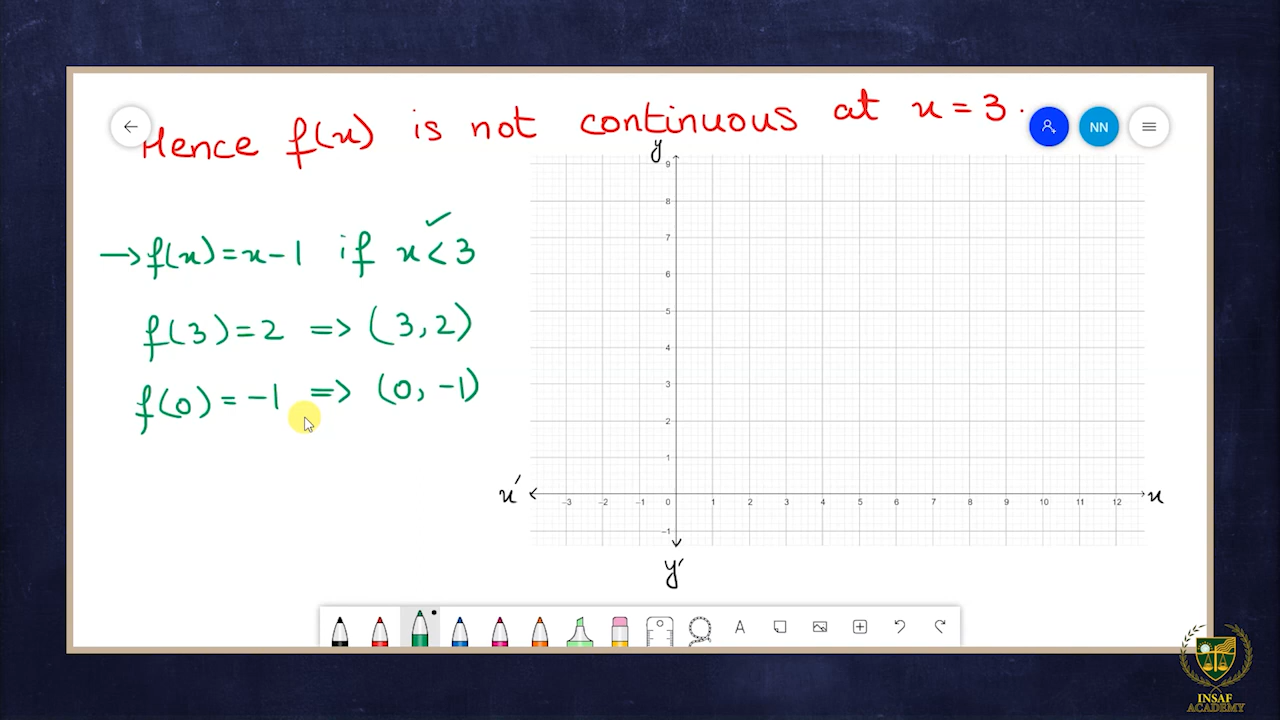 Hence f(x) is not continuous at x = 3.
NN
→ f(x) = x - 1 if x < 3 ✓
f(3) = 2 => (3, 2)
f(0) = -1 => (0, -1)
y
9
8
7
6
5
4
3
2
1
x' -3 -2 -1 0 1 2 3 4 5 6 7 8 9 10 11 12 x
-1
y'
A
INSAF
ACADEMY